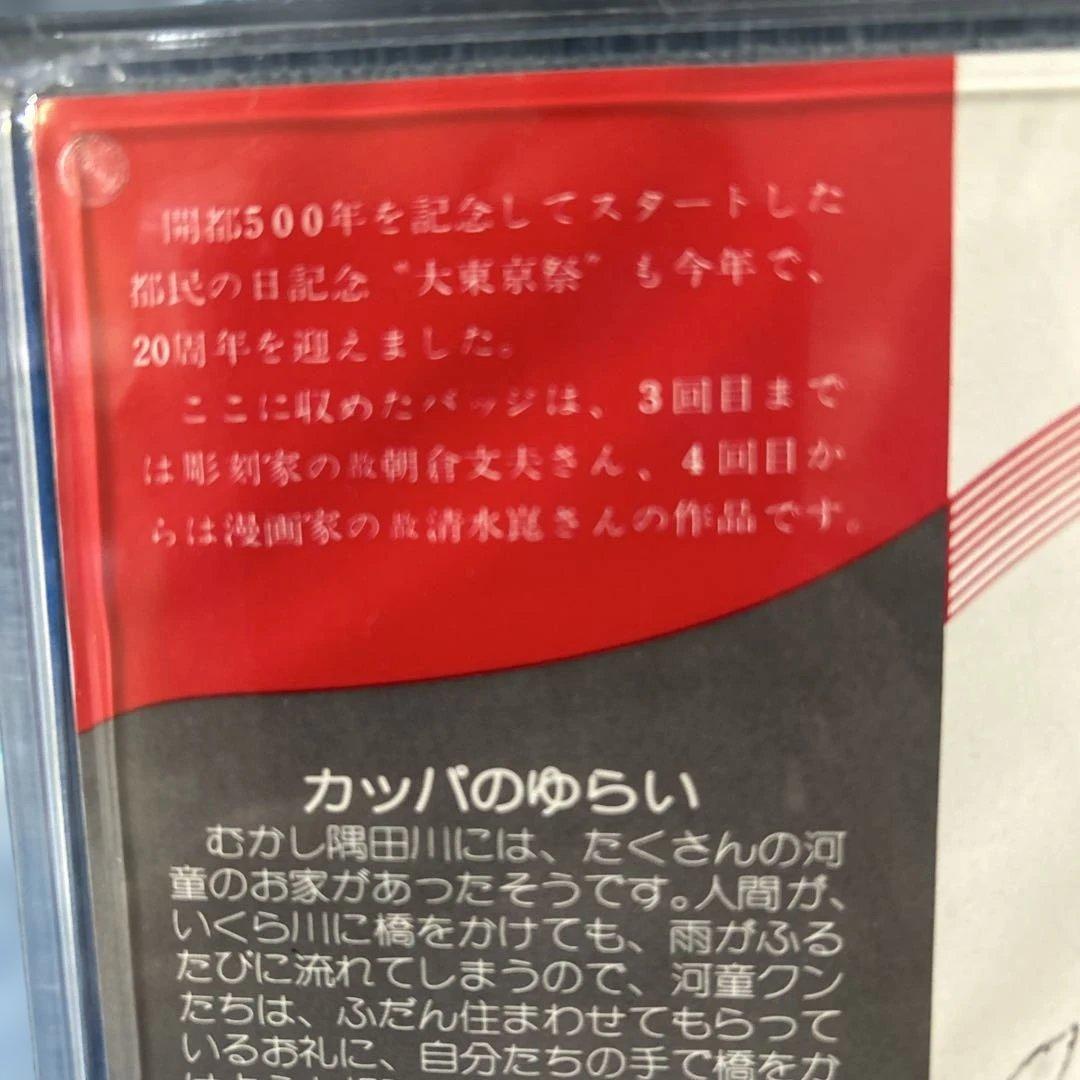 開都500年を記念してスタートした
都民の日記念“大東京祭”も今年で、
20周年を迎えました。
ここに収めたバッジは、3回目まで
は彫刻家の故朝倉文夫さん、4回目か
らは漫画家の故清水崑さんの作品です。
カッパのゆらい
むかし隅田川には、たくさんの河
童のお家があったそうです。人間が、
いくら川に橋をかけても、雨がふる
たびに流れてしまうので、河童クン
たちは、ふだん住まわせてもらって
いるお礼に、自分たちの手で橋をか